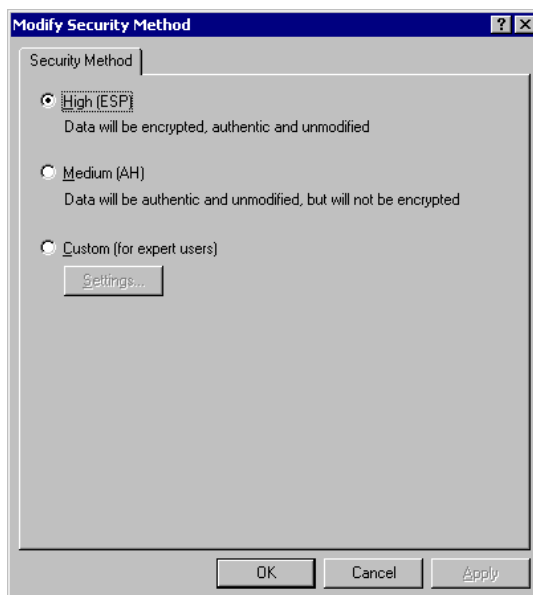 Modify Security Method
Security Method
High (ESP)
Data will be encrypted, authentic and unmodified
Medium (AH)
Data will be authentic and unmodified, but will not be encrypted
Custom (for expert users)
Settings...
OK Cancel Apply